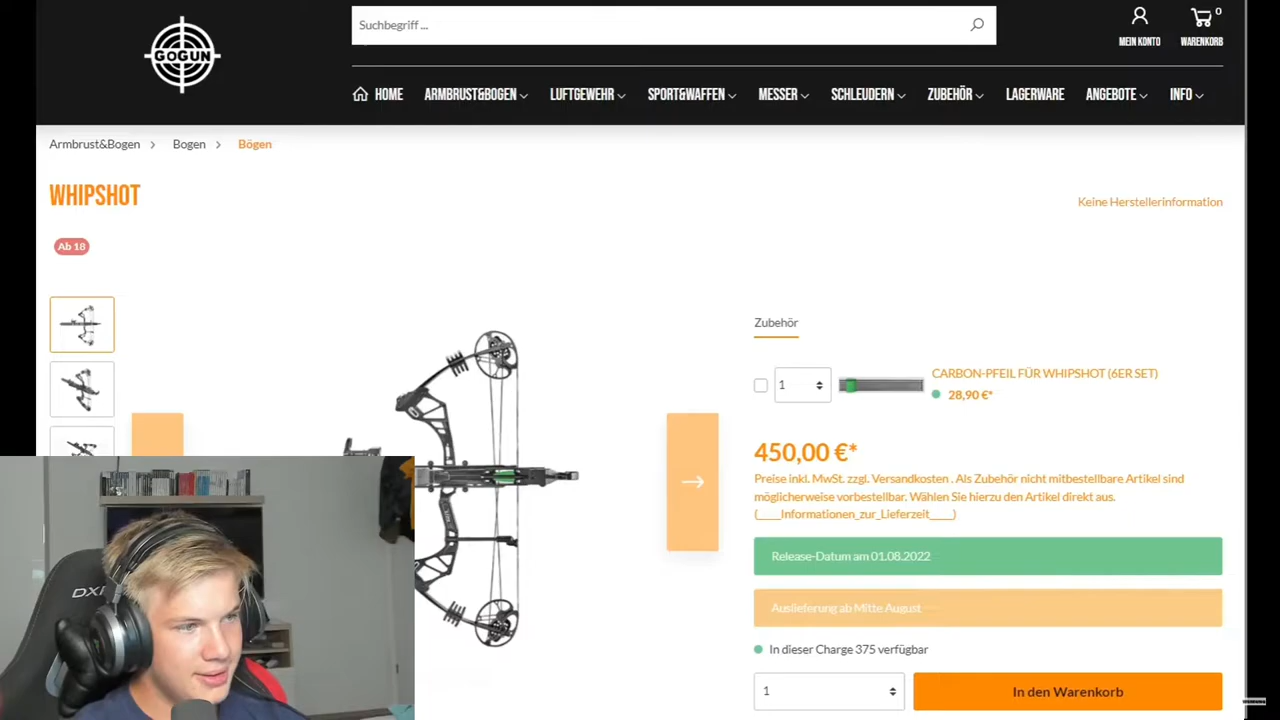 GOGUN
Suchbegriff ...
0
MEIN KONTO
WARENKORB
HOME ARMBRUST&BOGEN LUFTGEWEHR SPORT&WAFFEN MESSER SCHLEUDERN ZUBEHÖR LAGERWARE ANGEBOTE INFO
Armbrust&Bogen > Bogen > Bögen
WHIPSHOT
Keine Herstellerinformation
Ab 18
Zubehör
1
CARBON-PFEIL FÜR WHIPSHOT (6ER SET)
28,90 €*
450,00 €*
Preise inkl. MwSt. zzgl. Versandkosten . Als Zubehör nicht mitbestellbare Artikel sind
möglicherweise vorbestellbar. Wählen Sie hierzu den Artikel direkt aus.
(____Informationen_zur_Lieferzeit____)
Release-Datum am 01.08.2022
Auslieferung ab Mitte August
In dieser Charge 375 verfügbar
1
In den Warenkorb